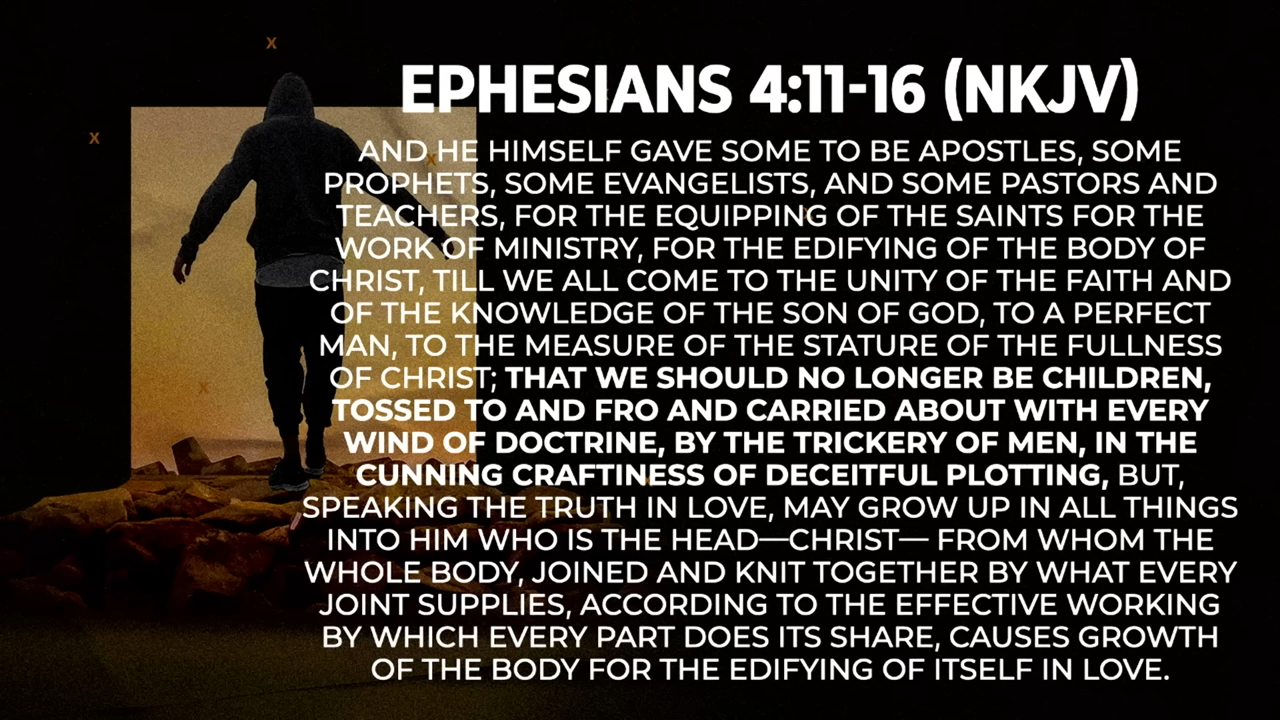 EPHESIANS 4:11-16 (NKJV)
AND HE HIMSELF GAVE SOME TO BE APOSTLES, SOME
PROPHETS, SOME EVANGELISTS, AND SOME PASTORS AND
TEACHERS, FOR THE EQUIPPING OF THE SAINTS FOR THE
WORK OF MINISTRY, FOR THE EDIFYING OF THE BODY OF
CHRIST, TILL WE ALL COME TO THE UNITY OF THE FAITH AND
OF THE KNOWLEDGE OF THE SON OF GOD, TO A PERFECT
MAN, TO THE MEASURE OF THE STATURE OF THE FULLNESS
OF CHRIST; THAT WE SHOULD NO LONGER BE CHILDREN,
TOSSED TO AND FRO AND CARRIED ABOUT WITH EVERY
WIND OF DOCTRINE, BY THE TRICKERY OF MEN, IN THE
CUNNING CRAFTINESS OF DECEITFUL PLOTTING, BUT,
SPEAKING THE TRUTH IN LOVE, MAY GROW UP IN ALL THINGS
INTO HIM WHO IS THE HEAD—CHRIST— FROM WHOM THE
WHOLE BODY, JOINED AND KNIT TOGETHER BY WHAT EVERY
JOINT SUPPLIES, ACCORDING TO THE EFFECTIVE WORKING
BY WHICH EVERY PART DOES ITS SHARE, CAUSES GROWTH
OF THE BODY FOR THE EDIFYING OF ITSELF IN LOVE.